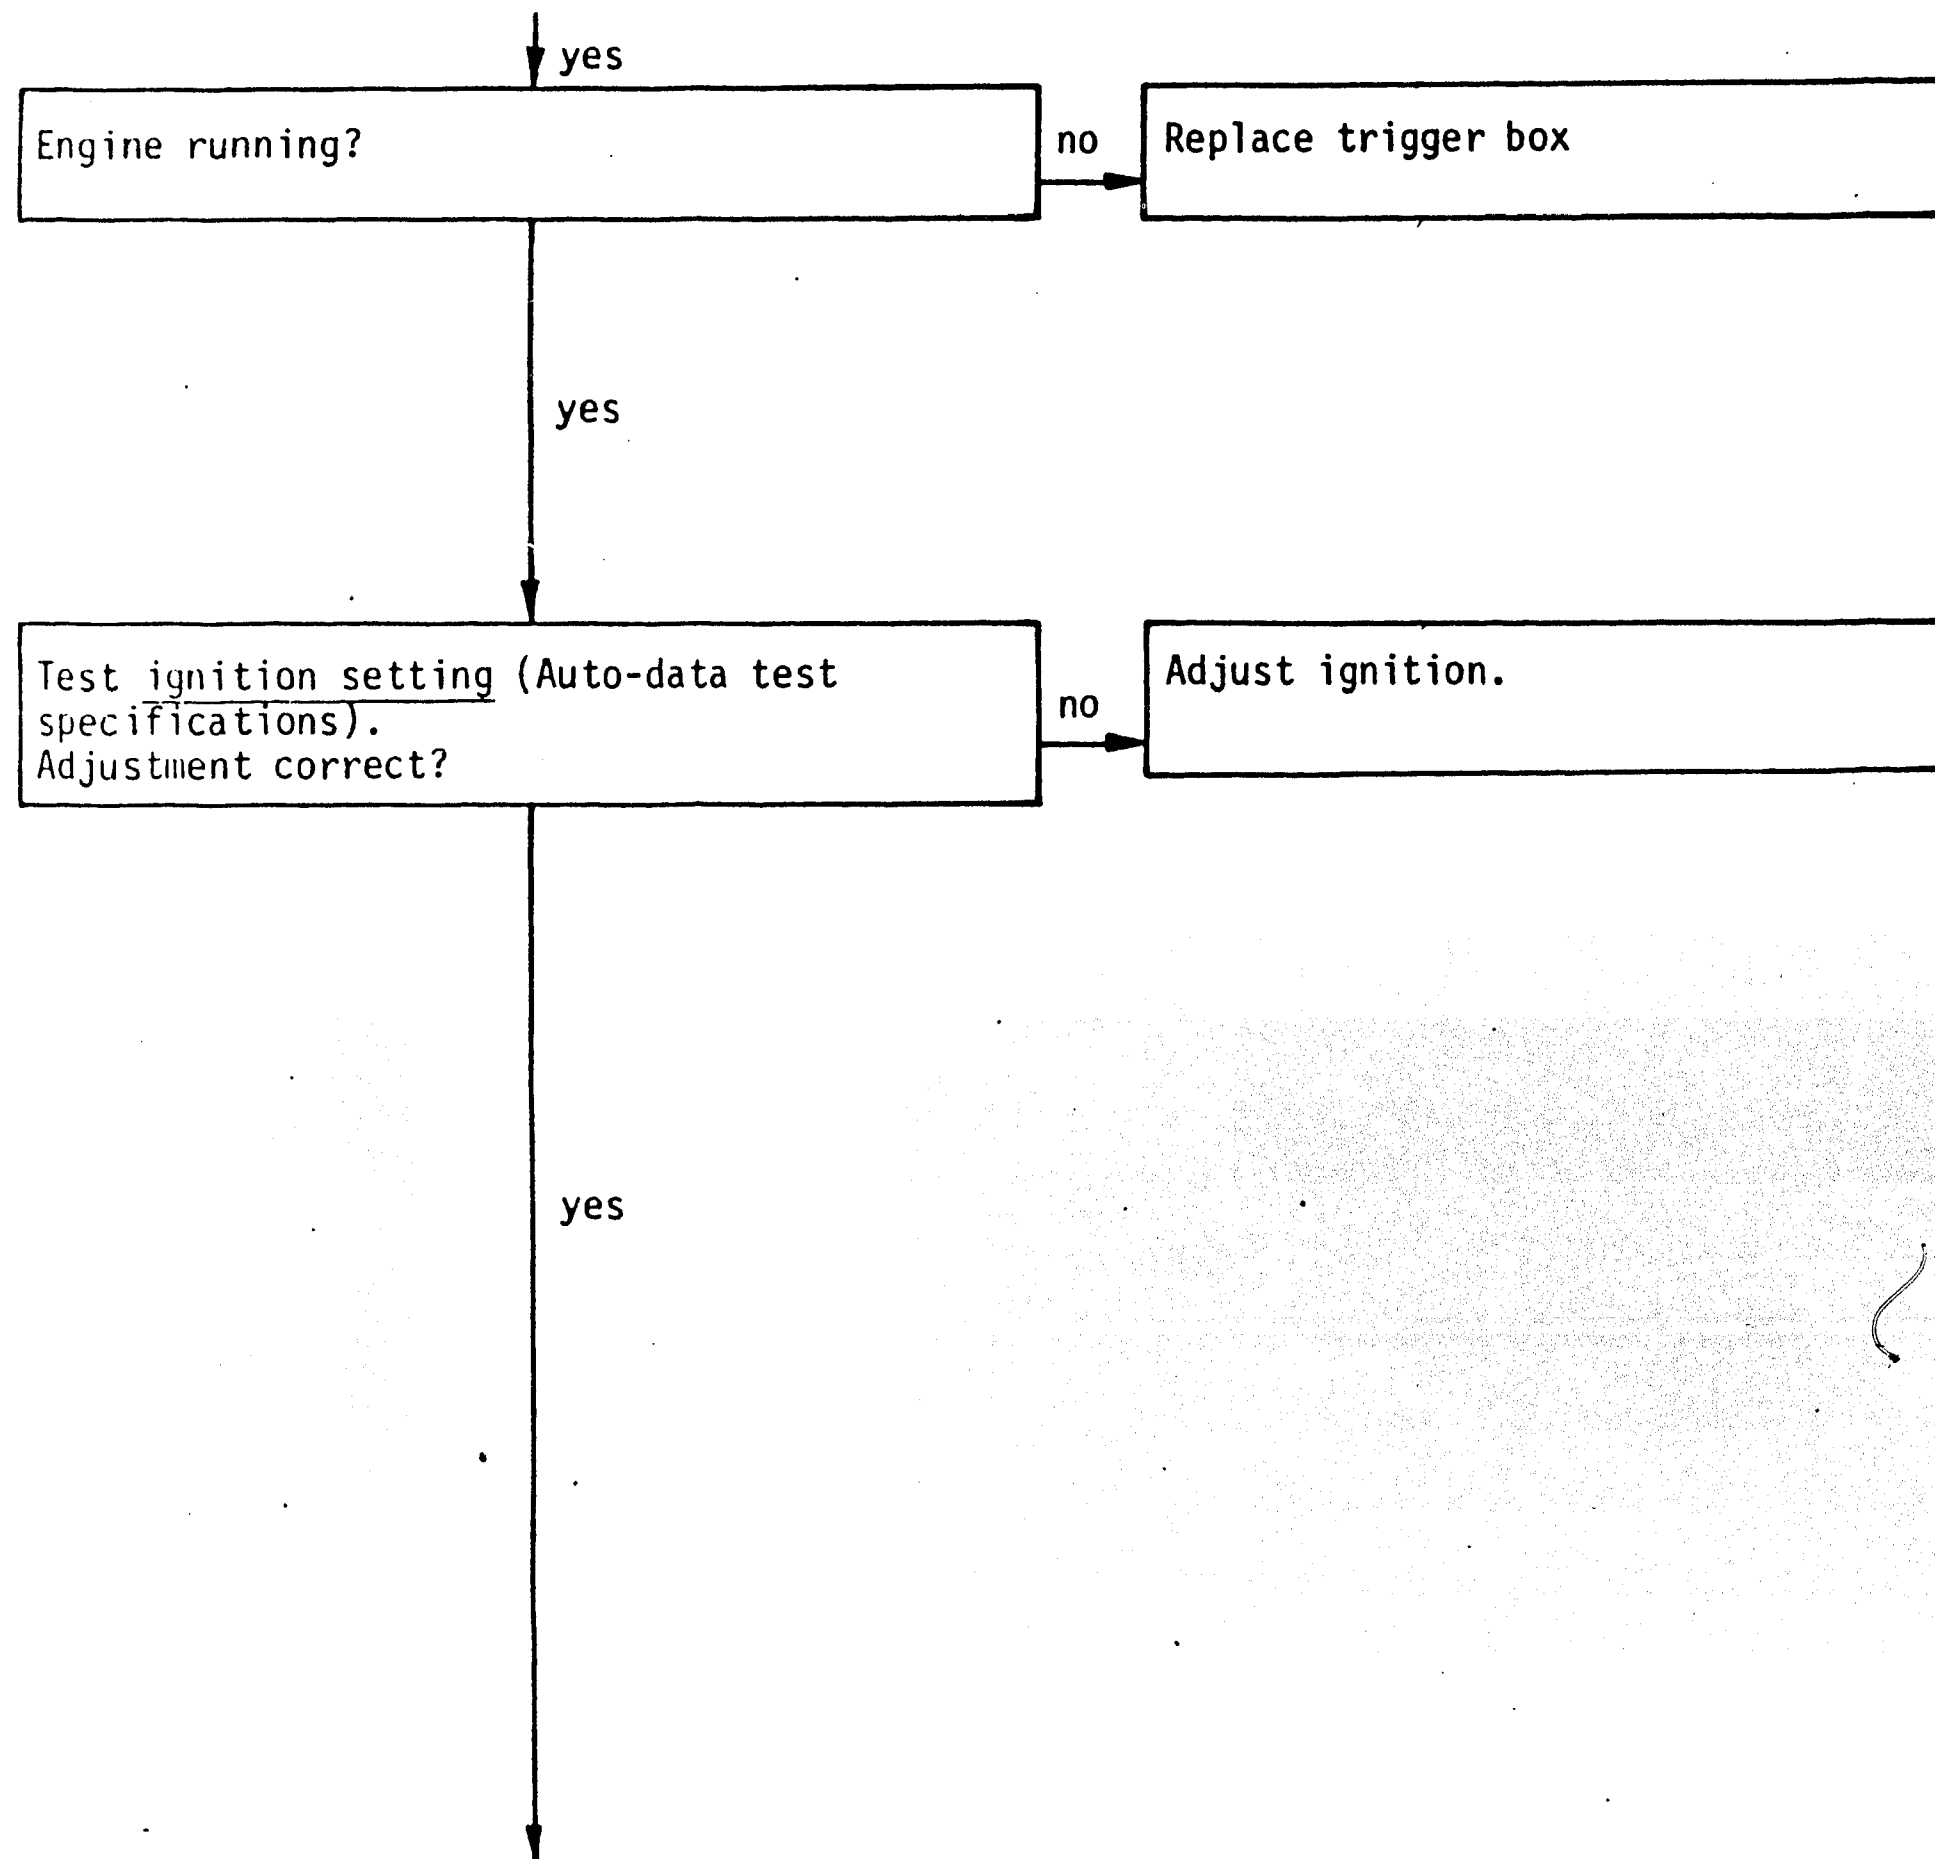 yes
Engine running?
no
Replace trigger box
yes
Test ignition setting (Auto-data test
specifications).
Adjustment correct?
no
Adjust ignition.
yes